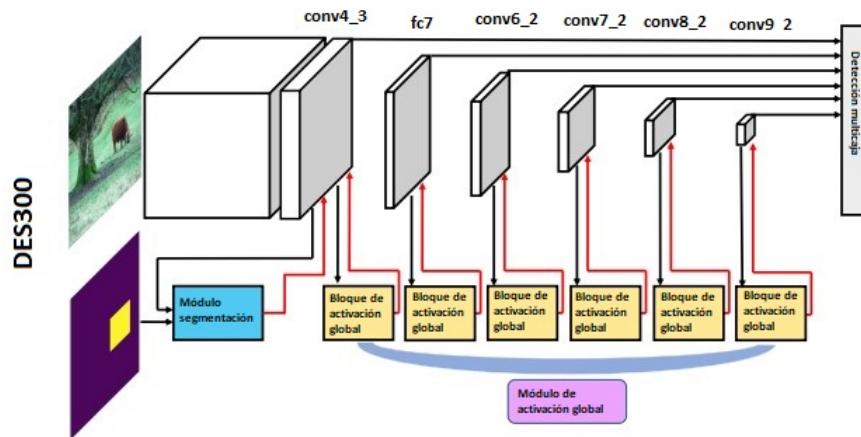 conv4_3
fc7
conv6_2
conv7_2
conv8_2
conv9_2
Detección multicaja
DES300
Módulo
segmentación
Bloque de
activación
global
Bloque de
activación
global
Bloque de
activación
global
Bloque de
activación
global
Bloque de
activación
global
Bloque de
activación
global
Módulo de
activación global